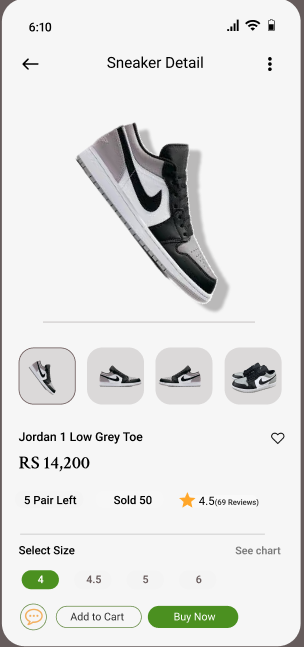 6:10
Sneaker Detail
Jordan 1 Low Grey Toe
RS 14,200
5 Pair Left Sold 50 4.5(69 Reviews)
Select Size See chart
4 4.5 5 6
Add to Cart Buy Now